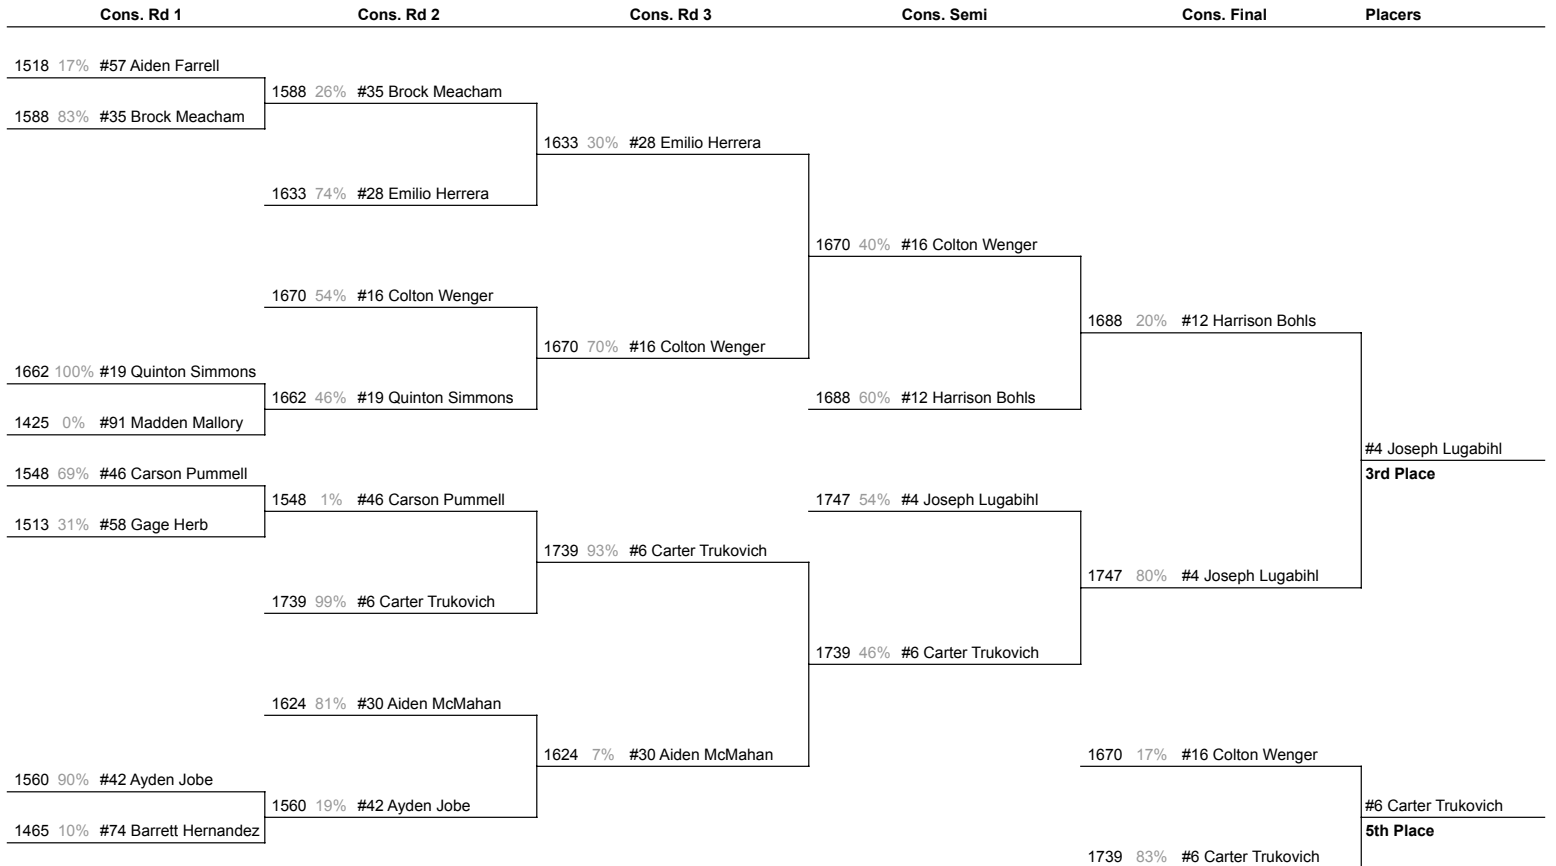 Cons. Rd 1 Cons. Rd 2 Cons. Rd 3 Cons. Semi Cons. Final Placers
1518 17% #57 Aiden Farrell
1588 26% #35 Brock Meacham
1588 83% #35 Brock Meacham
1633 30% #28 Emilio Herrera
1633 74% #28 Emilio Herrera
1670 40% #16 Colton Wenger
1670 54% #16 Colton Wenger
1688 20% #12 Harrison Bohls
1670 70% #16 Colton Wenger
1662 100% #19 Quinton Simmons
1662 46% #19 Quinton Simmons
1688 60% #12 Harrison Bohls
1425 0% #91 Madden Mallory
#4 Joseph Lugabihl
1548 69% #46 Carson Pummell
3rd Place
1548 1% #46 Carson Pummell
1747 54% #4 Joseph Lugabihl
1513 31% #58 Gage Herb
1739 93% #6 Carter Trukovich
1747 80% #4 Joseph Lugabihl
1739 99% #6 Carter Trukovich
1739 46% #6 Carter Trukovich
1624 81% #30 Aiden McMahan
1624 7% #30 Aiden McMahan
1670 17% #16 Colton Wenger
1560 90% #42 Ayden Jobe
1560 19% #42 Ayden Jobe
#6 Carter Trukovich
1465 10% #74 Barrett Hernandez
5th Place
1739 83% #6 Carter Trukovich